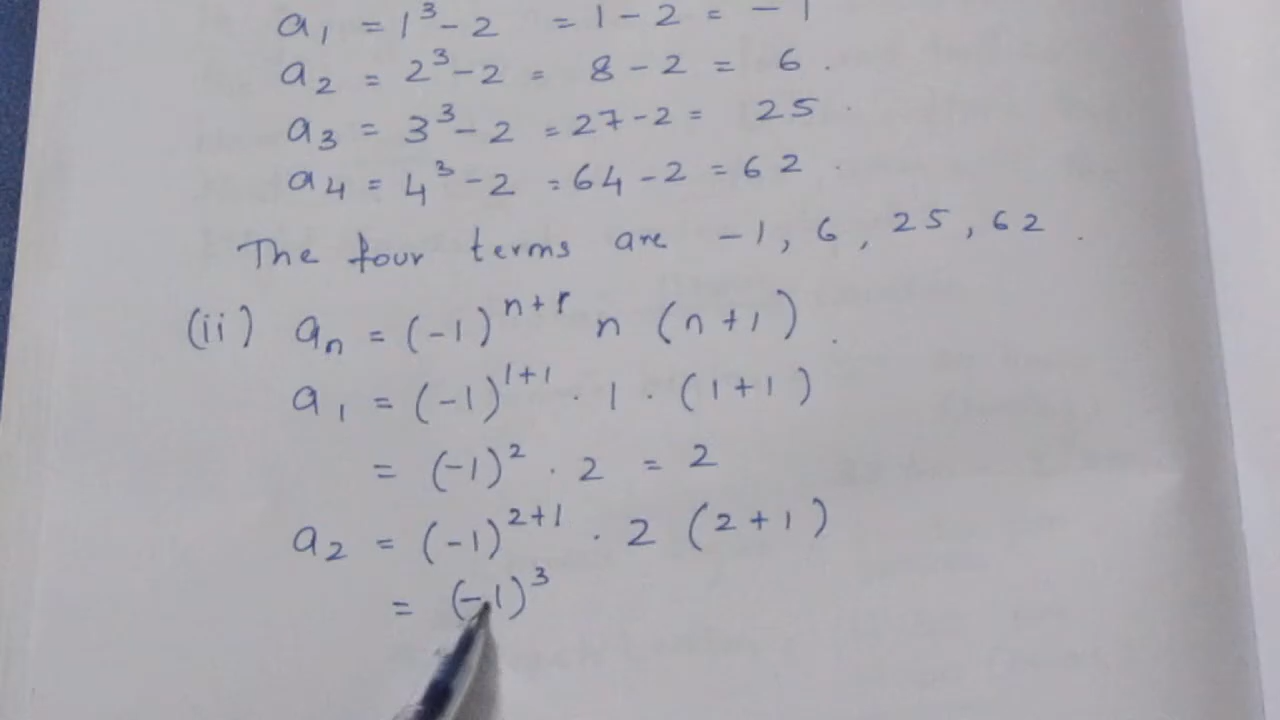 a₁ = 1³ - 2 = 1 - 2 = - 1
a₂ = 2³ - 2 = 8 - 2 = 6 .
a₃ = 3³ - 2 = 27 - 2 = 25 .
a₄ = 4³ - 2 = 64 - 2 = 62 .
The four terms are -1, 6, 25, 62 .
(ii) aₙ = (-1)ⁿ⁺¹ n (n+1) .
a₁ = (-1)¹⁺¹ . 1 . (1+1)
= (-1)² . 2 = 2
a₂ = (-1)²⁺¹ . 2 (2+1)
= (-1)³